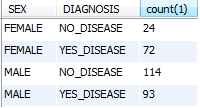 SEX DIAGNOSIS count(1)
FEMALE NO_DISEASE 24
FEMALE YES_DISEASE 72
MALE NO_DISEASE 114
MALE YES_DISEASE 93